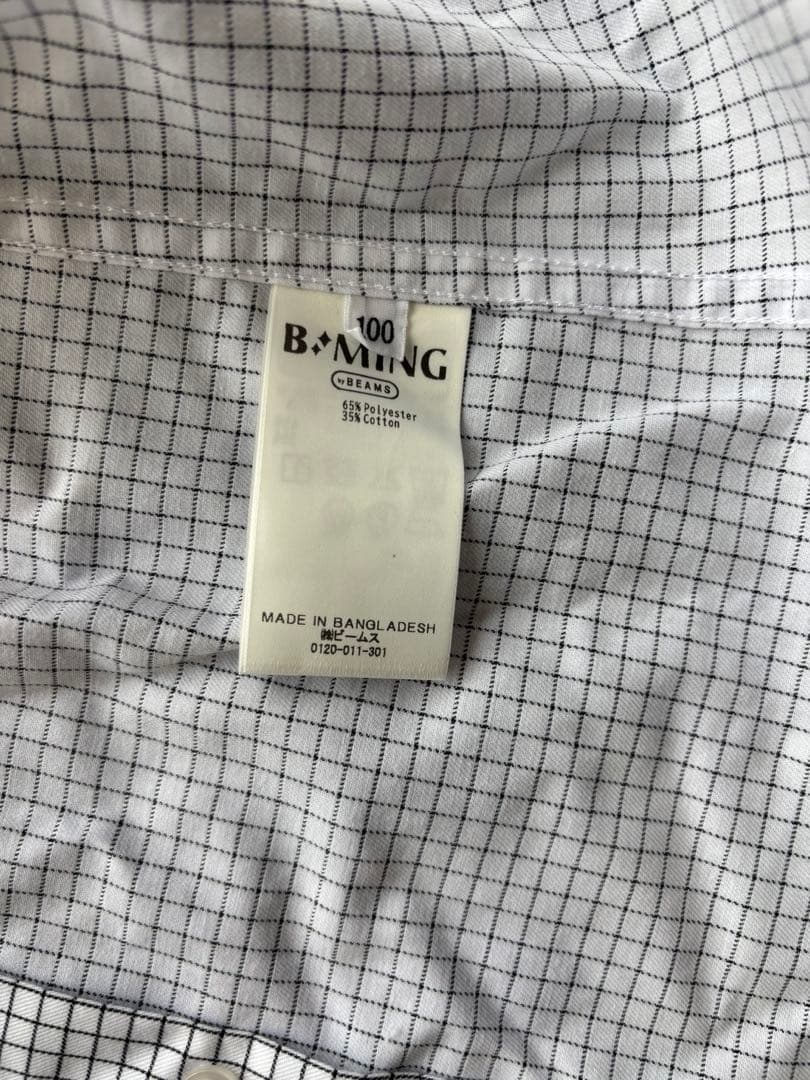 100
B✦MING
by BEAMS
65% Polyester
35% Cotton
MADE IN BANGLADESH
㈱ビームス
0120-011-301